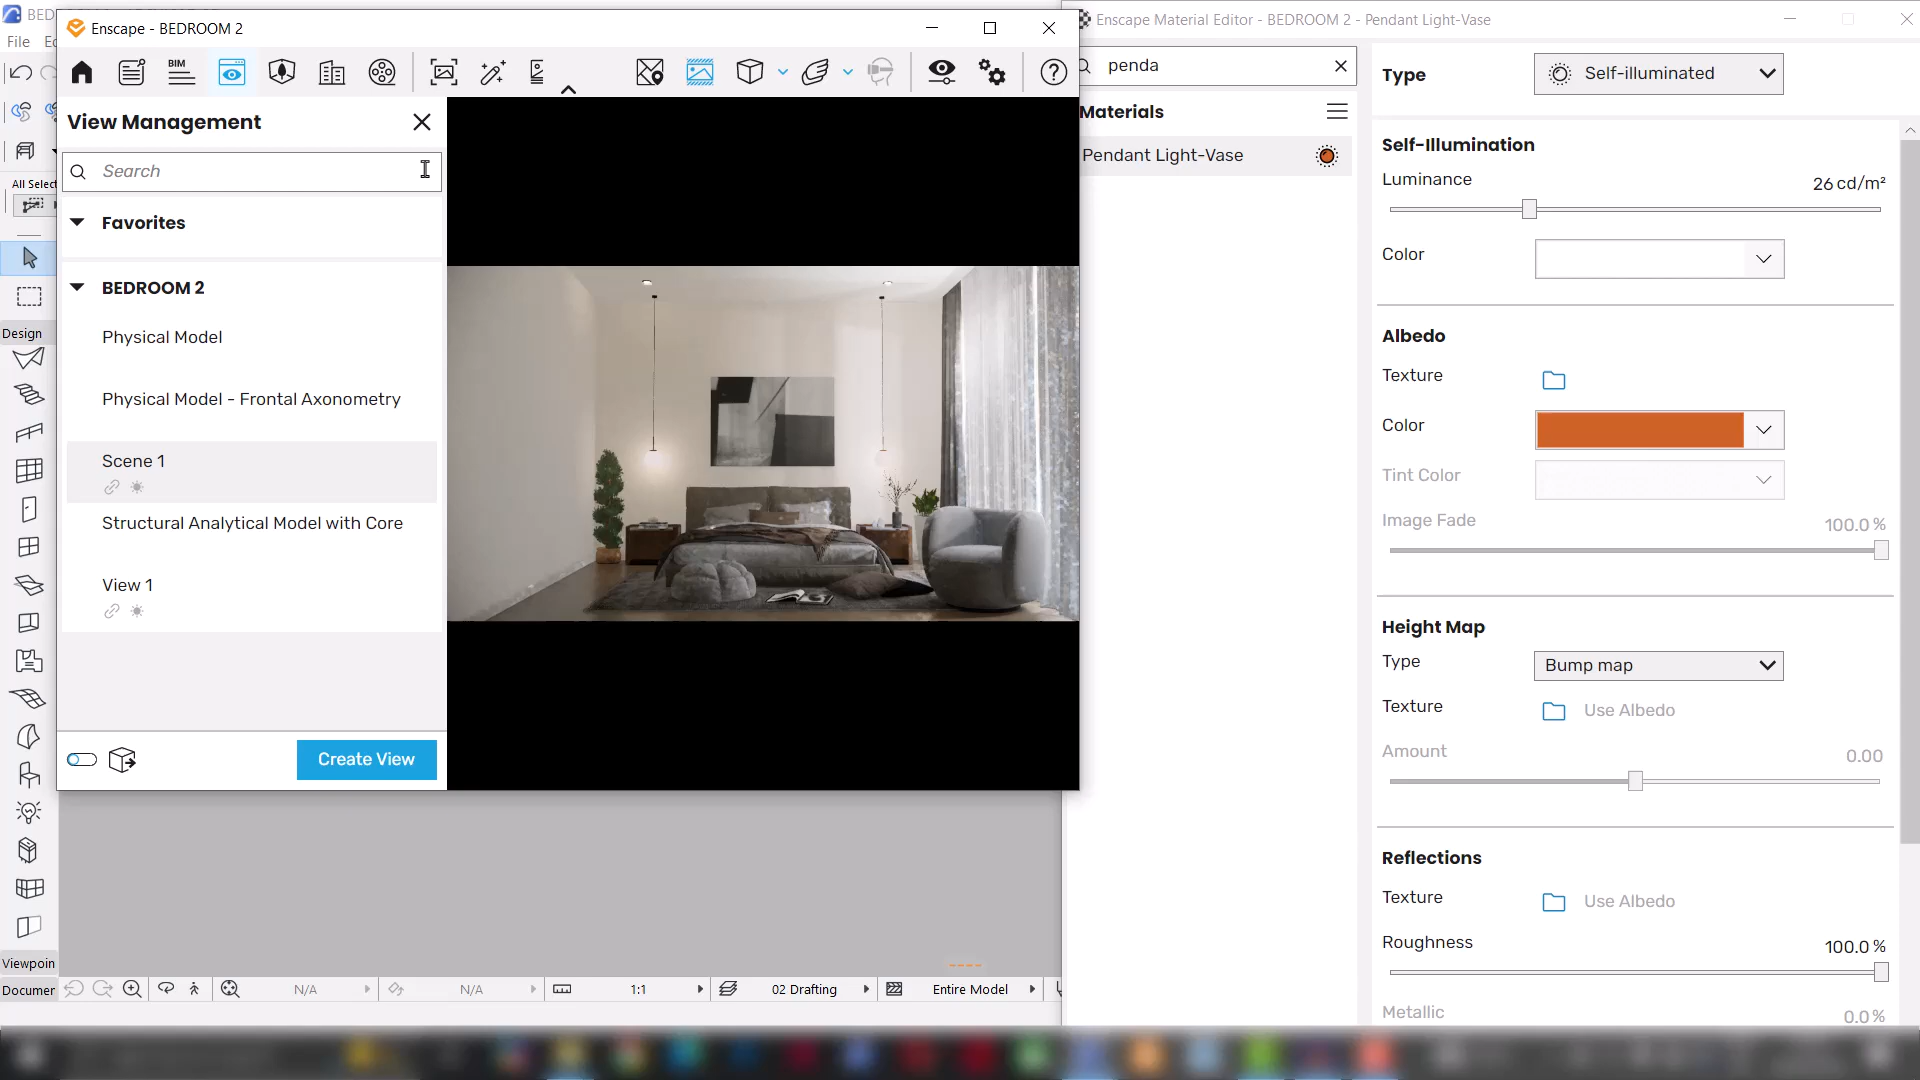 BED
File
Enscape - BEDROOM 2
Enscape Material Editor - BEDROOM 2 - Pendant Light-Vase
BIM
View Management
Search
Favorites
BEDROOM 2
Physical Model
Physical Model - Frontal Axonometry
Scene 1
Structural Analytical Model with Core
View 1
Create View
All Select
Design
Viewpoin
Documen
N/A
N/A
1:1
02 Drafting
Entire Model
penda
Materials
Pendant Light-Vase
Type
Self-illuminated
Self-Illumination
Luminance
26 cd/m²
Color
Albedo
Texture
Color
Tint Color
Image Fade
100.0 %
Height Map
Type
Bump map
Texture
Use Albedo
Amount
0.00
Reflections
Texture
Use Albedo
Roughness
100.0 %
Metallic
0.0 %